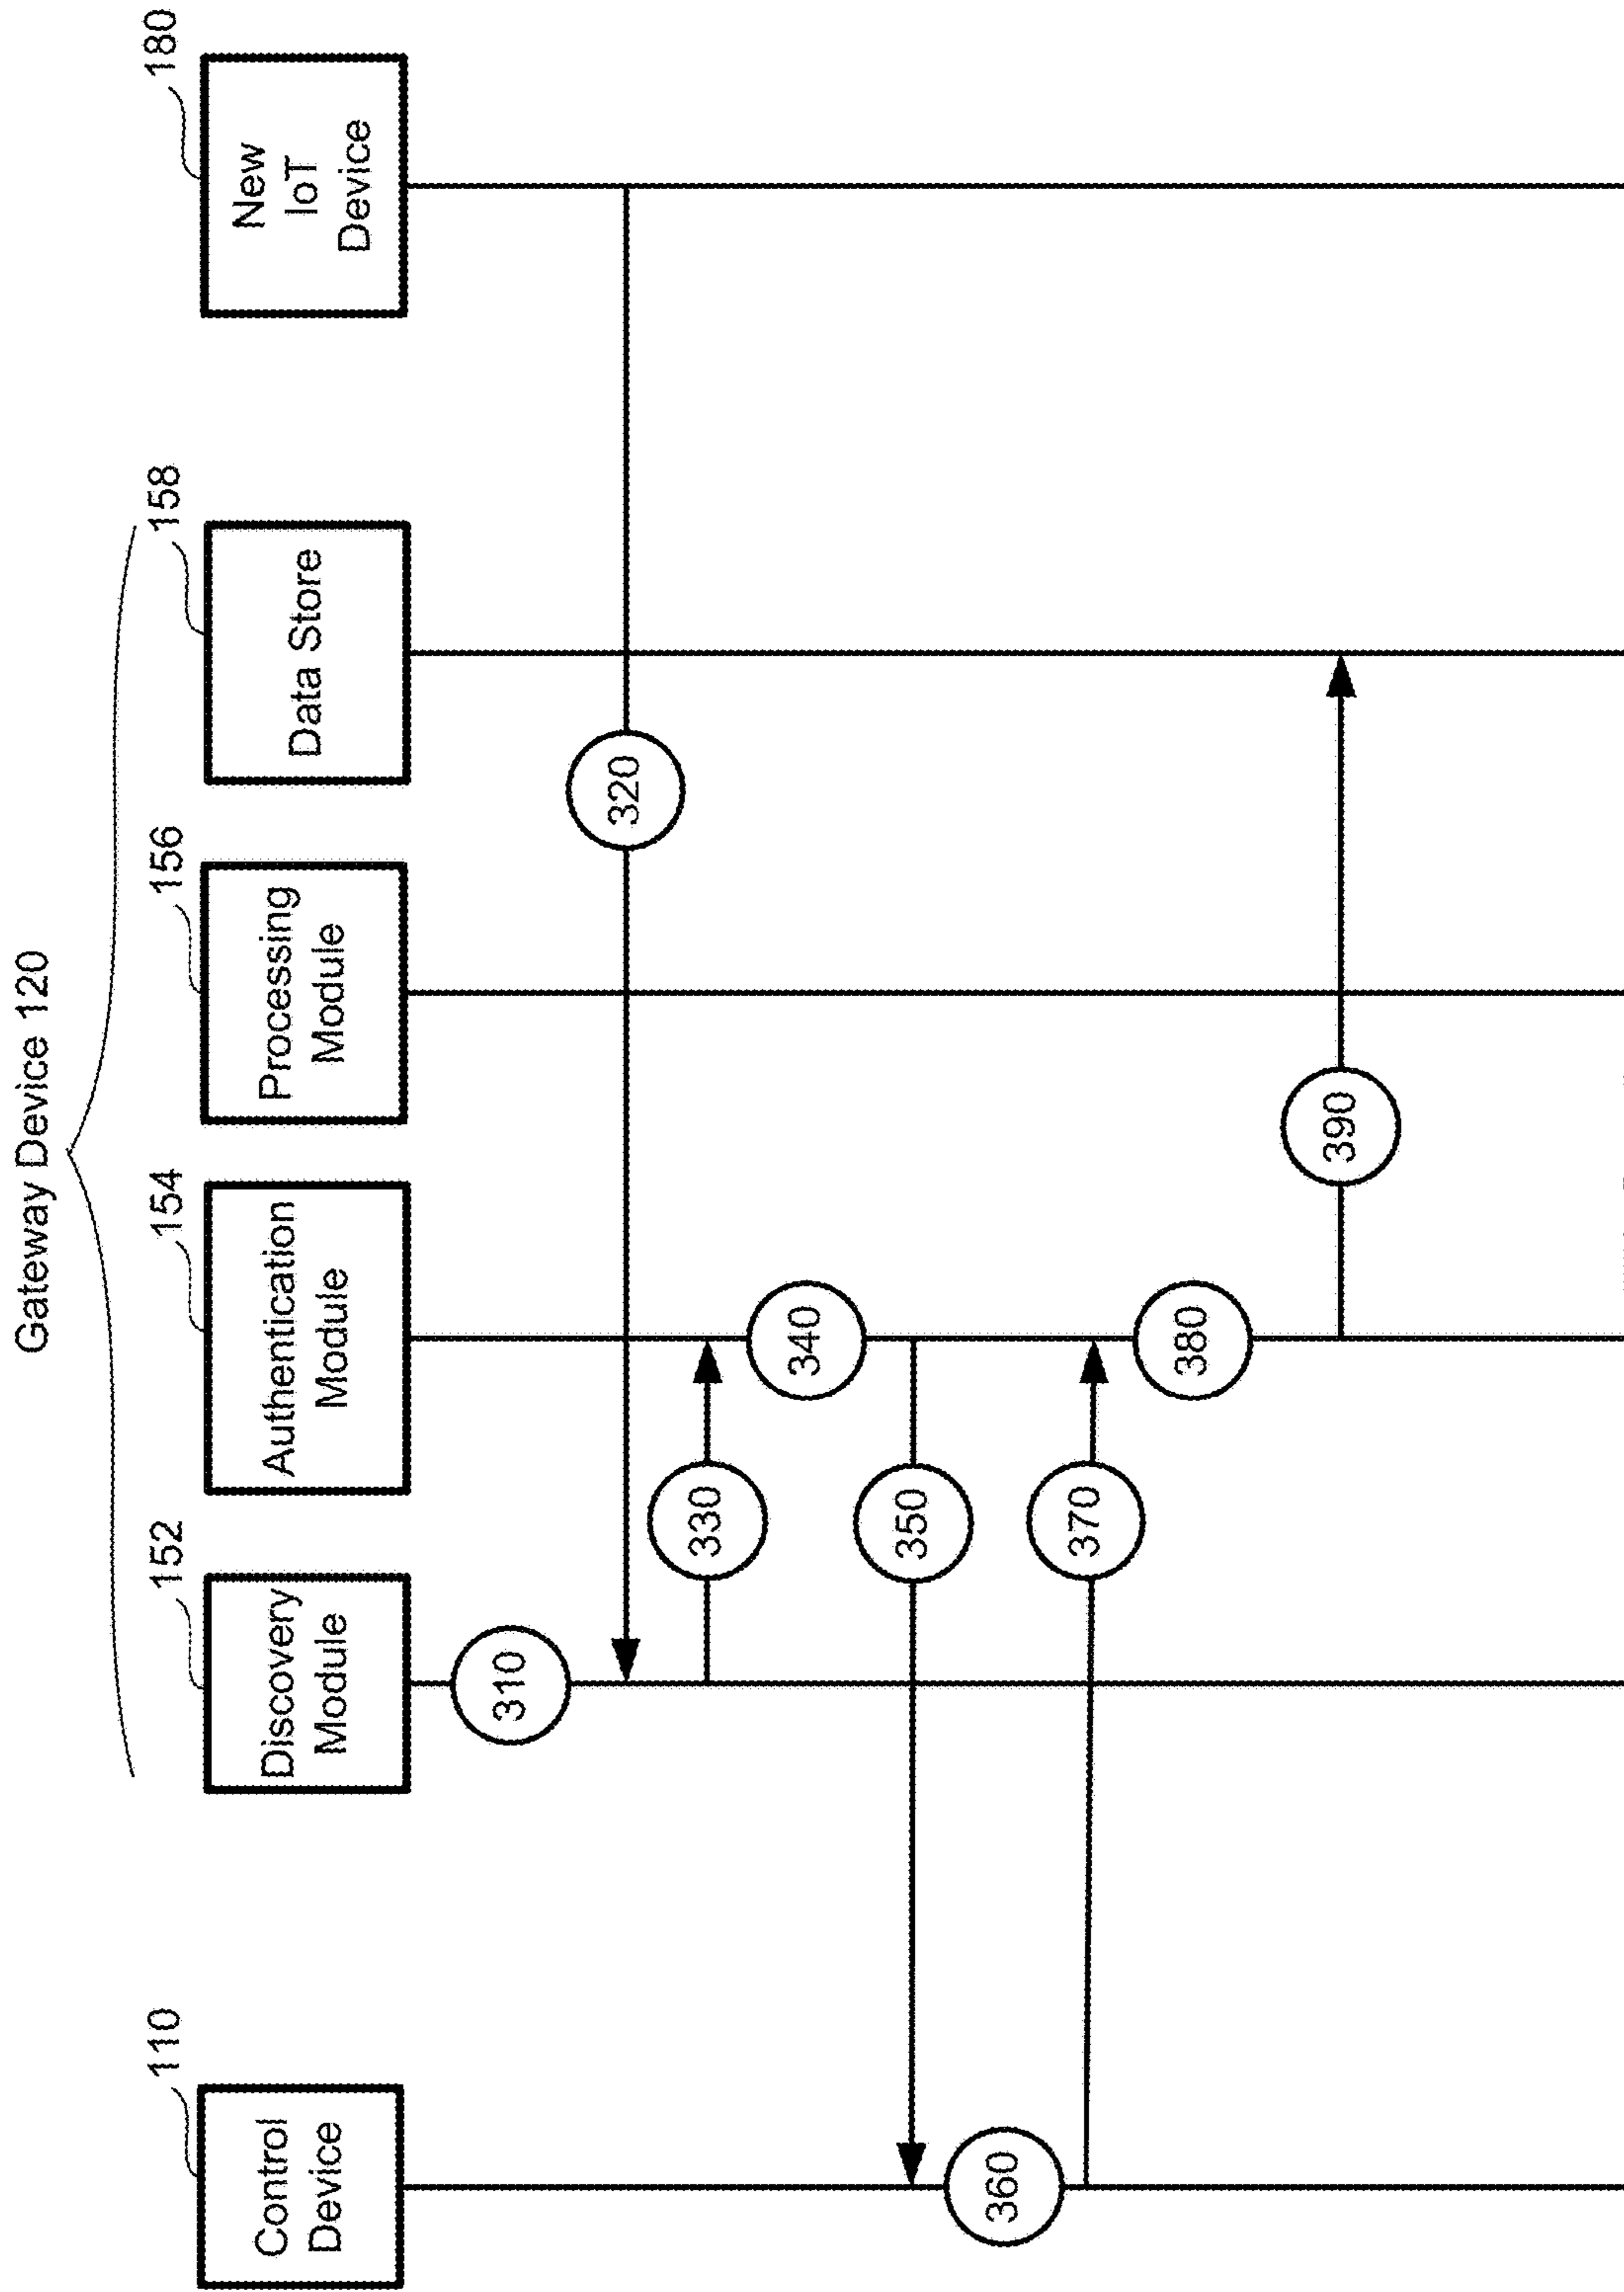 Gateway Device 120
110
152
154
156
158
180
Control
Device
Discovery
Module
Authentication
Module
Processing
Module
Data Store
New
IoT
Device
310
320
330
340
350
360
370
380
390